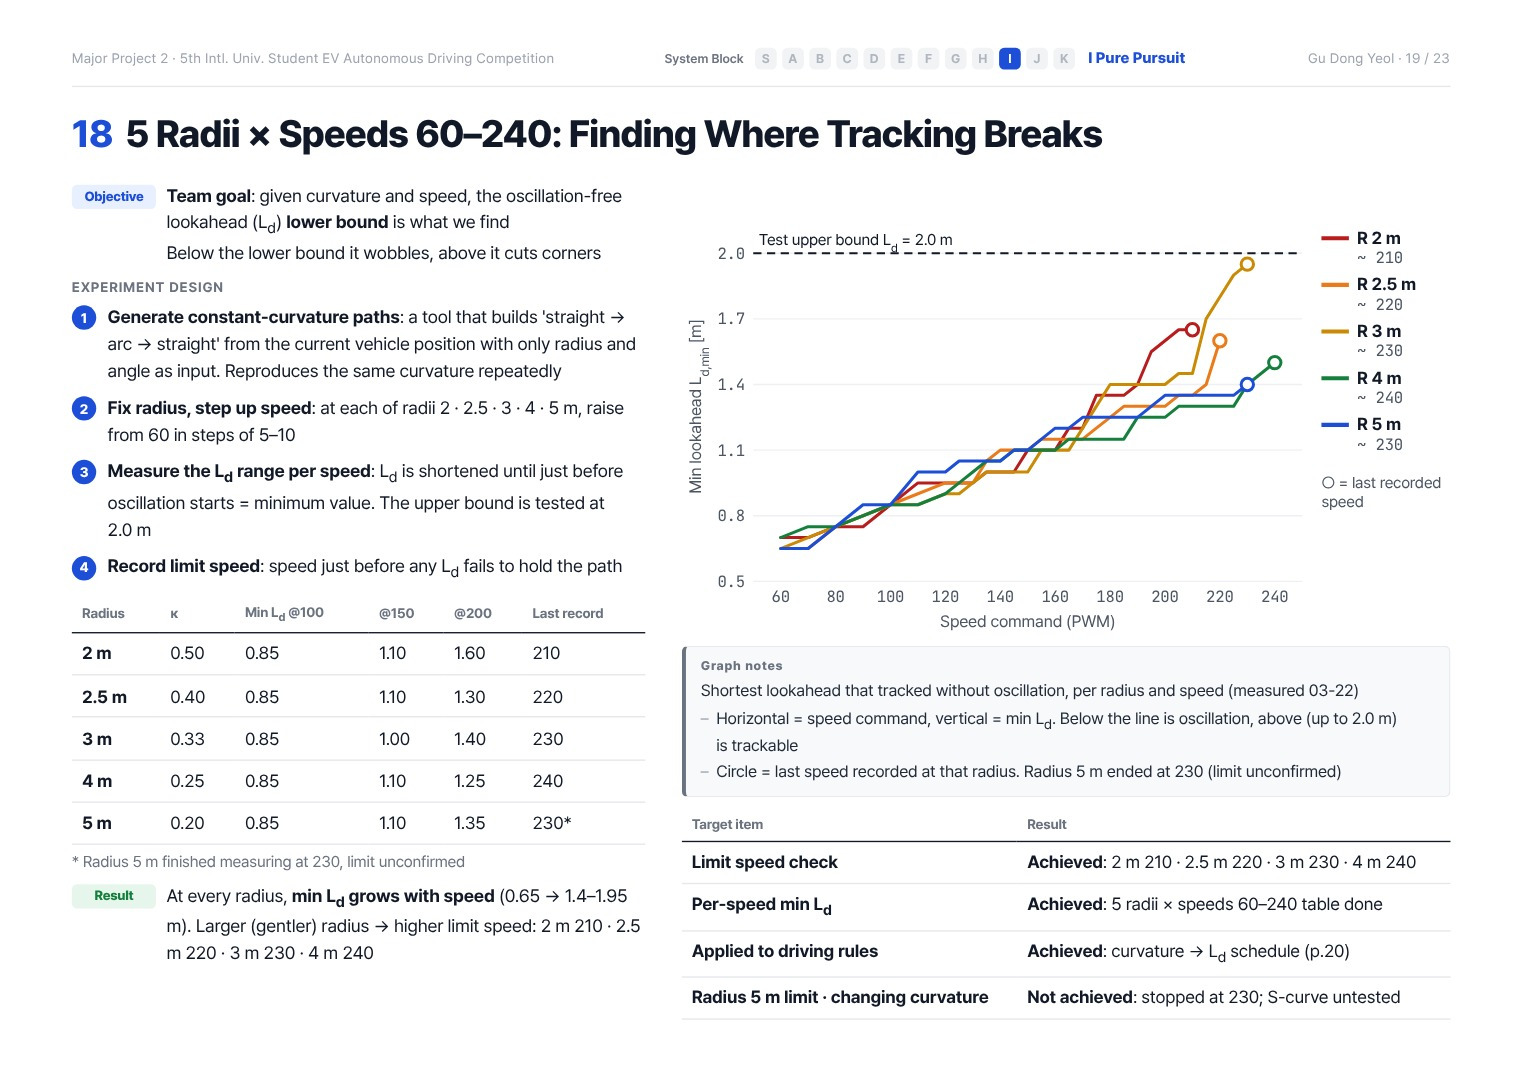 Major Project 2 · 5th Intl. Univ. Student EV Autonomous Driving Competition
System Block S A B C D E F G H I J K I Pure Pursuit
Gu Dong Yeol · 19 / 23
18 5 Radii × Speeds 60–240: Finding Where Tracking Breaks
Objective
Team goal: given curvature and speed, the oscillation-free
lookahead (Ld) lower bound is what we find
Below the lower bound it wobbles, above it cuts corners
EXPERIMENT DESIGN
1 Generate constant-curvature paths: a tool that builds 'straight →
arc → straight' from the current vehicle position with only radius and
angle as input. Reproduces the same curvature repeatedly
2 Fix radius, step up speed: at each of radii 2 · 2.5 · 3 · 4 · 5 m, raise
from 60 in steps of 5–10
3 Measure the Ld range per speed: Ld is shortened until just before
oscillation starts = minimum value. The upper bound is tested at
2.0 m
4 Record limit speed: speed just before any Ld fails to hold the path
Radius κ Min Ld @100 @150 @200 Last record
2 m 0.50 0.85 1.10 1.60 210
2.5 m 0.40 0.85 1.10 1.30 220
3 m 0.33 0.85 1.00 1.40 230
4 m 0.25 0.85 1.10 1.25 240
5 m 0.20 0.85 1.10 1.35 230*
* Radius 5 m finished measuring at 230, limit unconfirmed
Result
At every radius, min Ld grows with speed (0.65 → 1.4–1.95
m). Larger (gentler) radius → higher limit speed: 2 m 210 · 2.5
m 220 · 3 m 230 · 4 m 240
Test upper bound Ld = 2.0 m
Min lookahead Ld,min [m]
2.0
1.7
1.4
1.1
0.8
0.5
60 80 100 120 140 160 180 200 220 240
Speed command (PWM)
R 2 m
~ 210
R 2.5 m
~ 220
R 3 m
~ 230
R 4 m
~ 240
R 5 m
~ 230
○ = last recorded
speed
Graph notes
Shortest lookahead that tracked without oscillation, per radius and speed (measured 03-22)
– Horizontal = speed command, vertical = min Ld. Below the line is oscillation, above (up to 2.0 m)
is trackable
– Circle = last speed recorded at that radius. Radius 5 m ended at 230 (limit unconfirmed)
Target item Result
Limit speed check Achieved: 2 m 210 · 2.5 m 220 · 3 m 230 · 4 m 240
Per-speed min Ld Achieved: 5 radii × speeds 60–240 table done
Applied to driving rules Achieved: curvature → Ld schedule (p.20)
Radius 5 m limit · changing curvature Not achieved: stopped at 230; S-curve untested